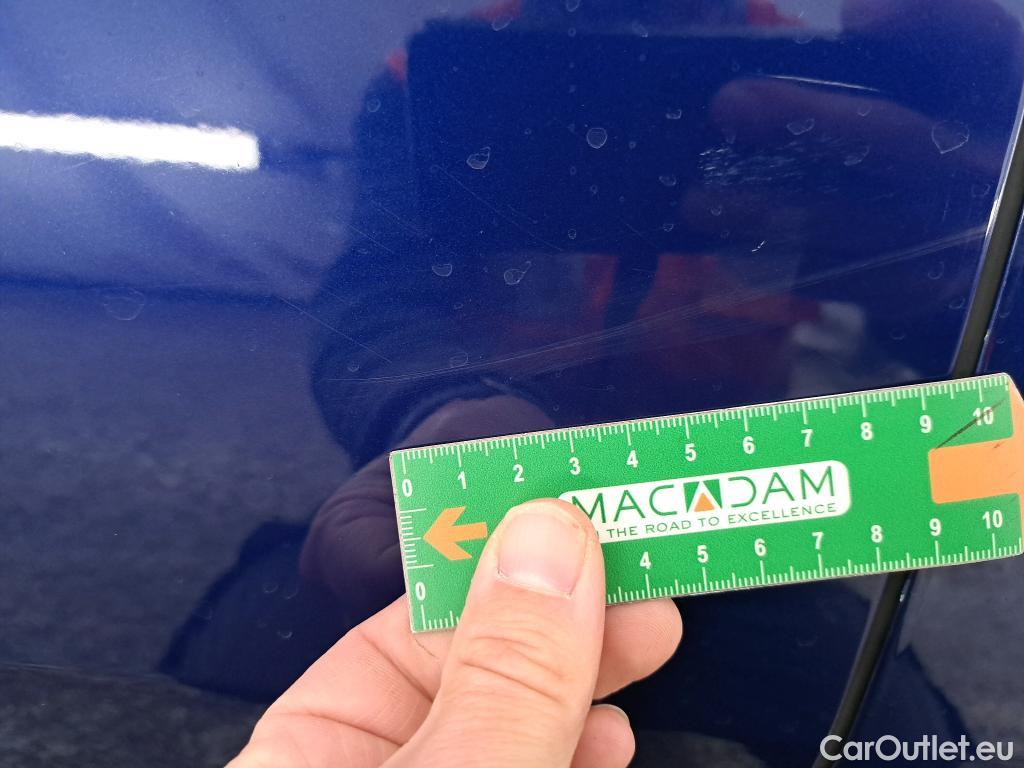 0 1 2 3 4 5 6 7 8 9 10
MACADAM
THE ROAD TO EXCELLENCE
0 4 5 6 7 8 9 10
CarOutlet.eu